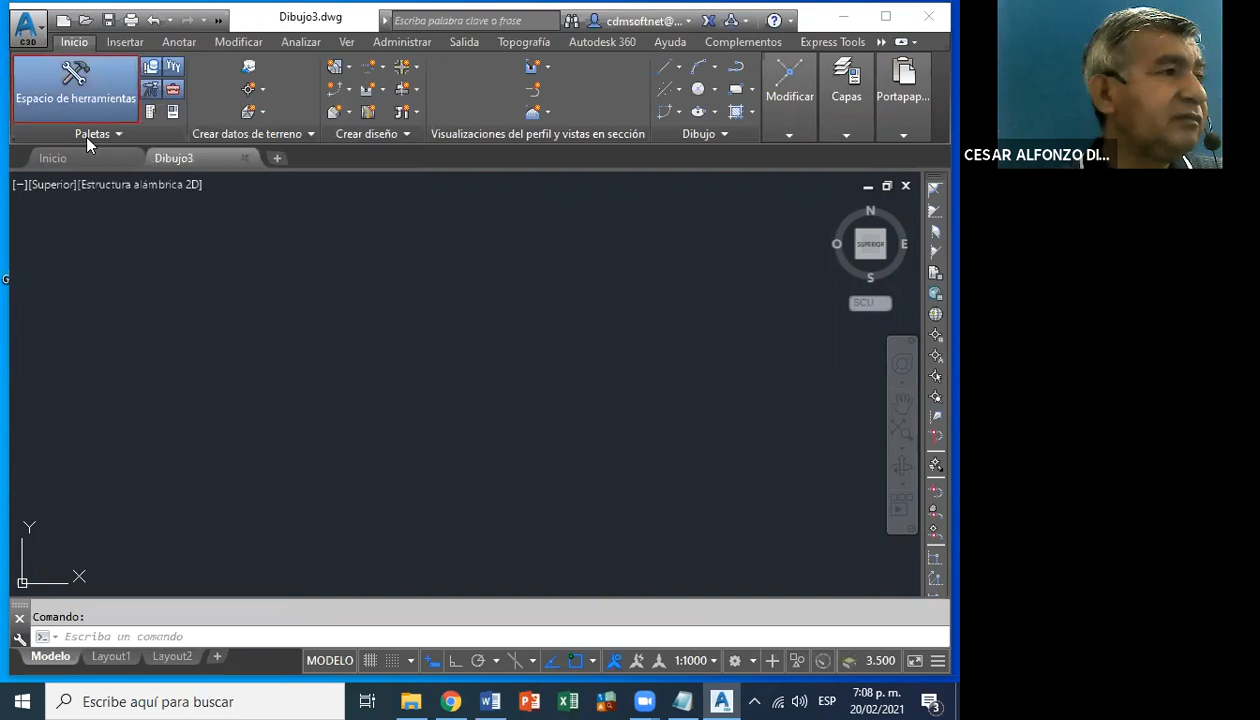 Dibujo3.dwg
Escriba palabra clave o frase
cdmsoftnet@...
C3D
Inicio Insertar Anotar Modificar Analizar Ver Administrar Salida Topografía Autodesk 360 Ayuda Complementos Express Tools
Espacio de herramientas
Modificar
Capas
Portapap...
Paletas
Crear datos de terreno
Crear diseño
Visualizaciones del perfil y vistas en sección
Dibujo
Inicio
Dibujo3
[−][Superior][Estructura alámbrica 2D]
N
O
SUPERIOR
E
S
SCU
Y
X
Comando:
Escriba un comando
Modelo Layout1 Layout2 +
MODELO
1:1000
3.500
Escribe aquí para buscar
ESP
7:08 p. m.
20/02/2021
3
CESAR ALFONZO DI...